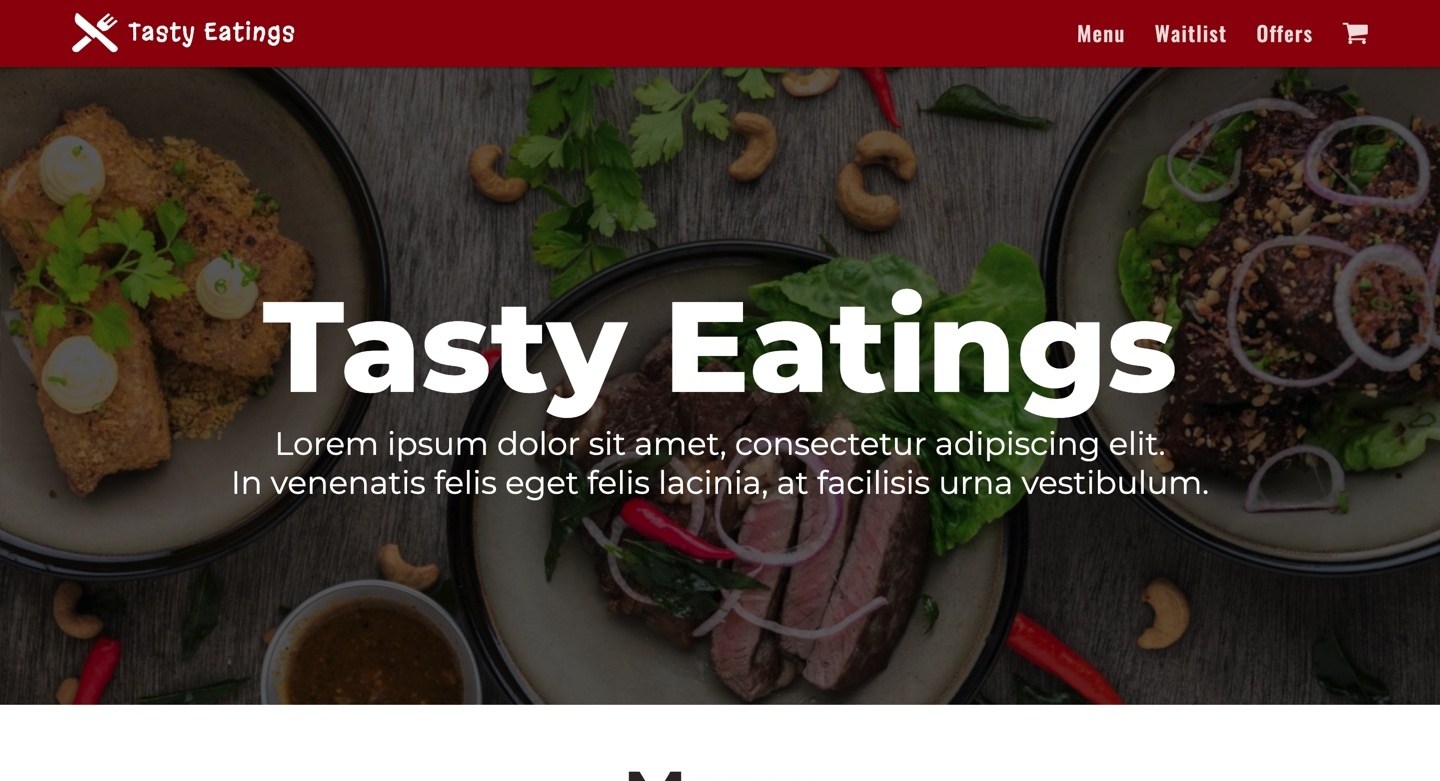 Tasty Eatings
Menu
Waitlist
Offers
Tasty Eatings
Lorem ipsum dolor sit amet, consectetur adipiscing elit.
In venenatis felis eget felis lacinia, at facilisis urna vestibulum.